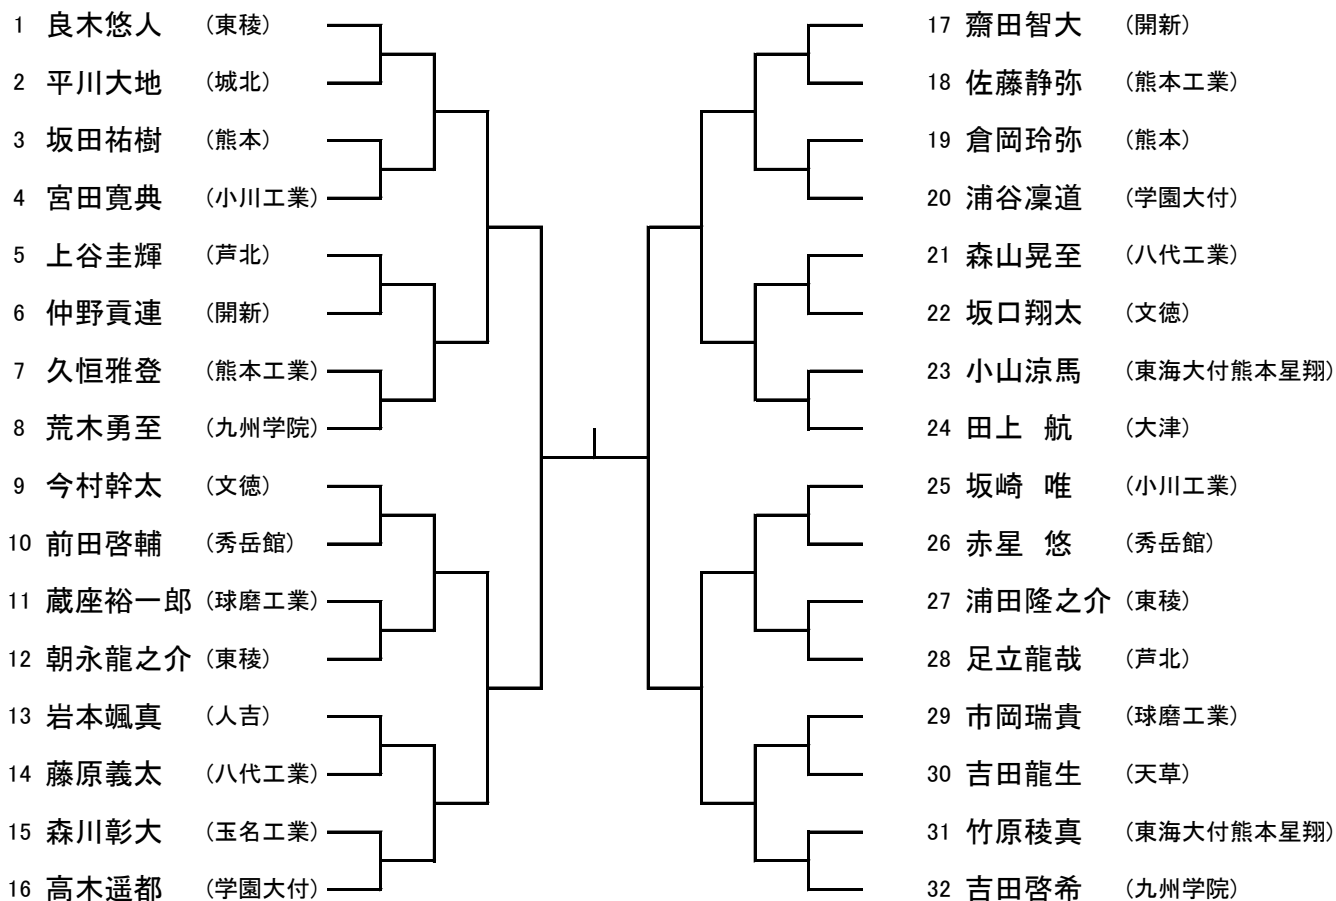 1 良木悠人 (東稜)
2 平川大地 (城北)
3 坂田祐樹 (熊本)
4 宮田寛典 (小川工業)
5 上谷圭輝 (芦北)
6 仲野貢連 (開新)
7 久恒雅登 (熊本工業)
8 荒木勇至 (九州学院)
9 今村幹太 (文徳)
10 前田啓輔 (秀岳館)
11 蔵座裕一郎 (球磨工業)
12 朝永龍之介 (東稜)
13 岩本颯真 (人吉)
14 藤原義太 (八代工業)
15 森川彰大 (玉名工業)
16 高木遥都 (学園大付)
17 齋田智大 (開新)
18 佐藤静弥 (熊本工業)
19 倉岡玲弥 (熊本)
20 浦谷凜道 (学園大付)
21 森山晃至 (八代工業)
22 坂口翔太 (文徳)
23 小山涼馬 (東海大付熊本星翔)
24 田上 航 (大津)
25 坂崎 唯 (小川工業)
26 赤星 悠 (秀岳館)
27 浦田隆之介 (東稜)
28 足立龍哉 (芦北)
29 市岡瑞貴 (球磨工業)
30 吉田龍生 (天草)
31 竹原稜真 (東海大付熊本星翔)
32 吉田啓希 (九州学院)